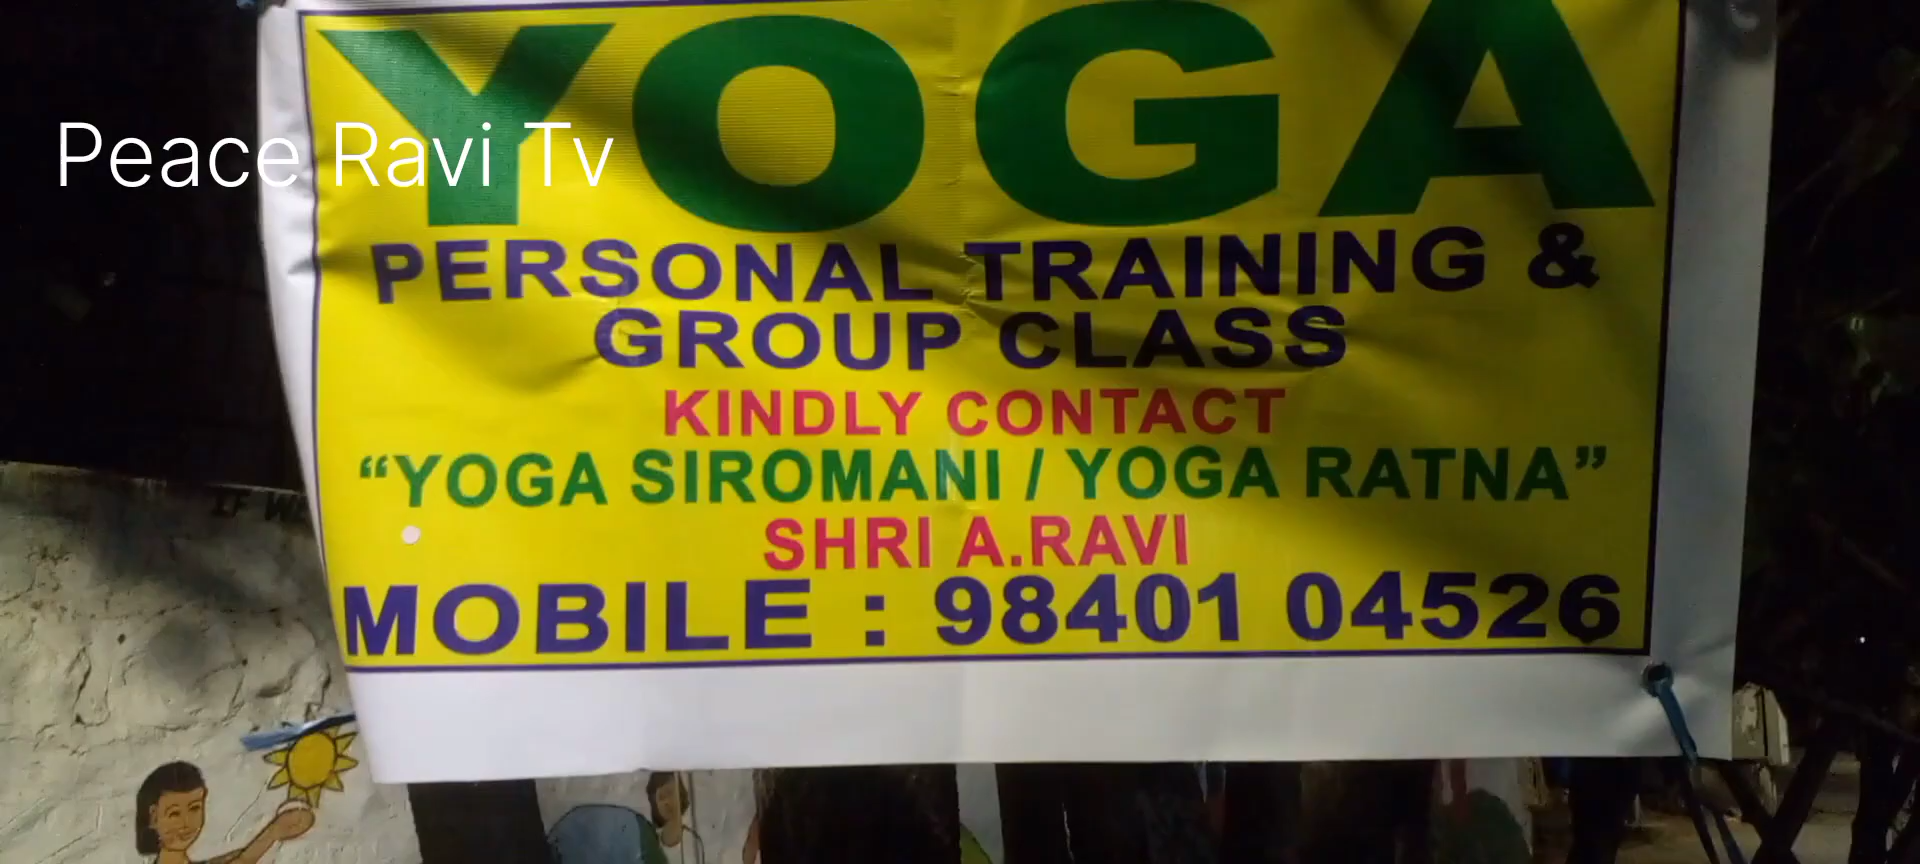 YOGA
Peace Ravi Tv
PERSONAL TRAINING &
GROUP CLASS
KINDLY CONTACT
“YOGA SIROMANI / YOGA RATNA”
SHRI A.RAVI
MOBILE : 98401 04526
IF